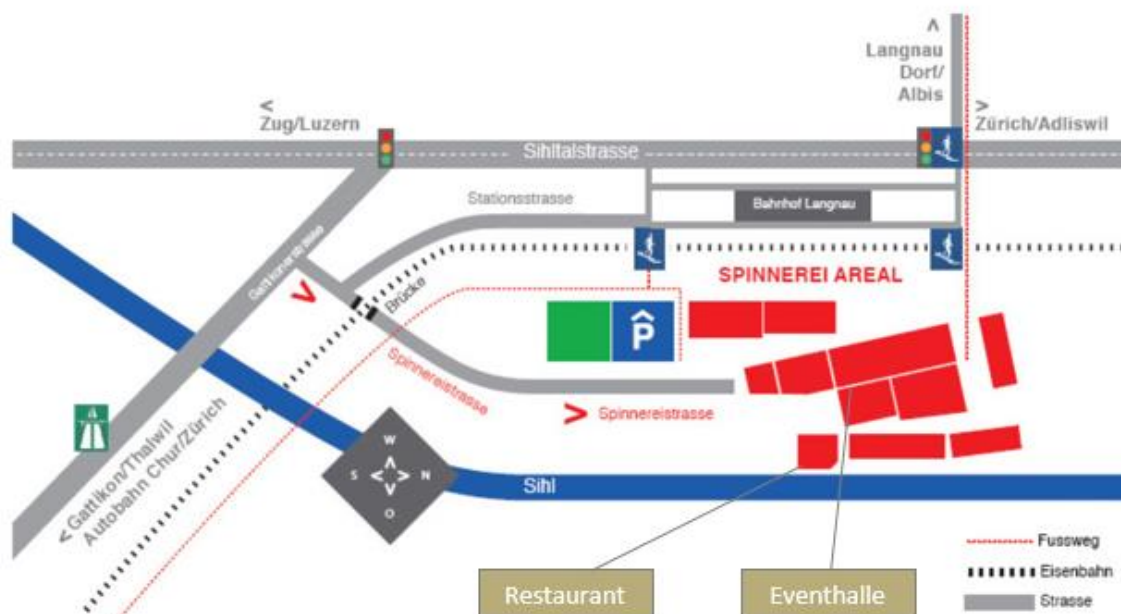 ^
Langnau
Dorf/
Albis
<
Zug/Luzern
>
Zürich/Adliswil
Sihltalstrasse
Stationsstrasse
Bahnhof Langnau
Gattikonerstrasse
SPINNEREI AREAL
Brücke
P
Spinnereistrasse
> Spinnereistrasse
< Gattikon/Thalwil
Autobahn Chur/Zürich
W
S
N
O
Sihl
Restaurant
Eventhalle
Fussweg
Eisenbahn
Strasse